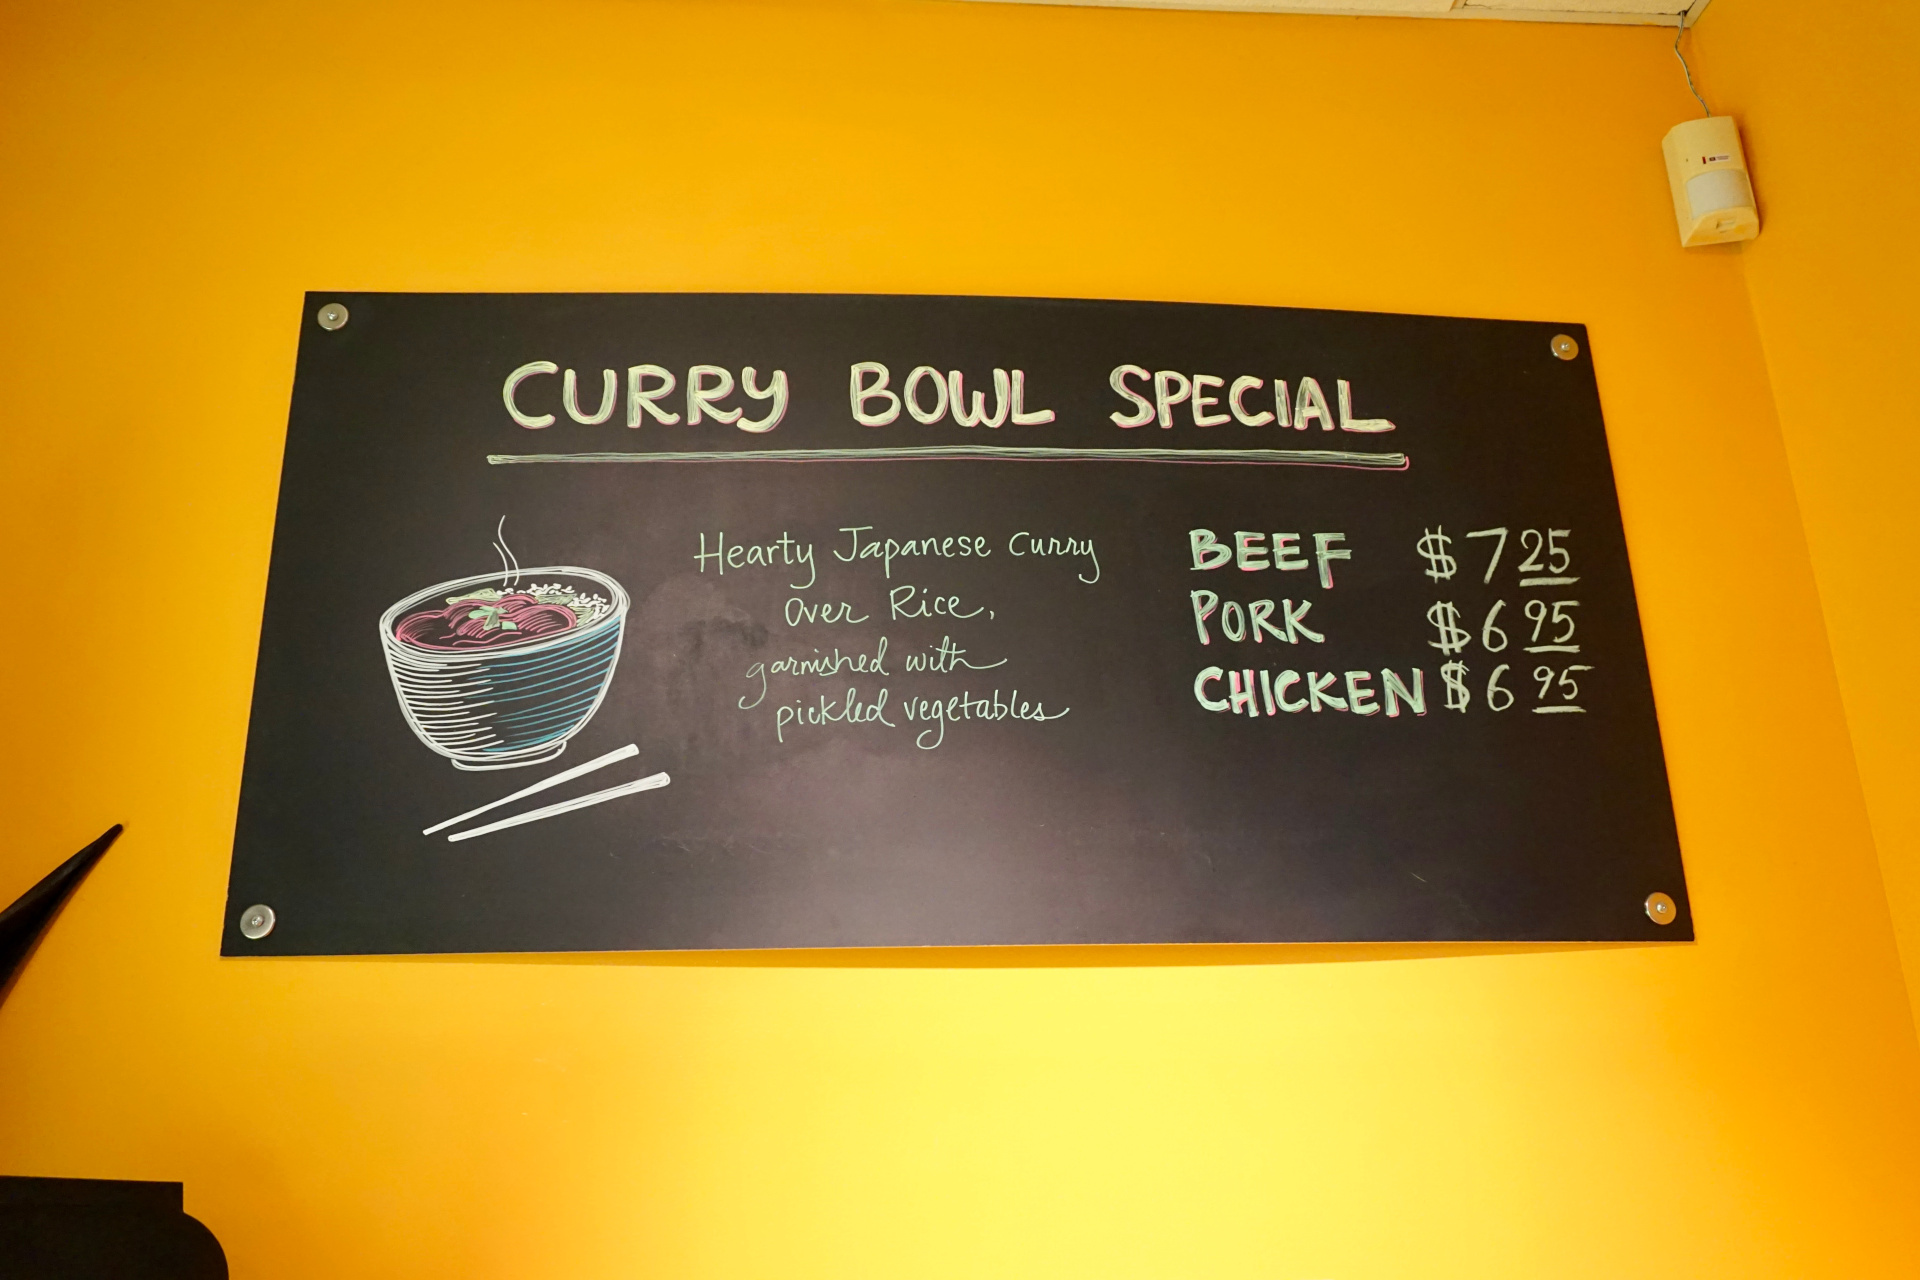 CURRY BOWL SPECIAL
Hearty Japanese Curry
Over Rice,
garnished with
pickled vegetables
BEEF $7 25
PORK $6 95
CHICKEN $6 95